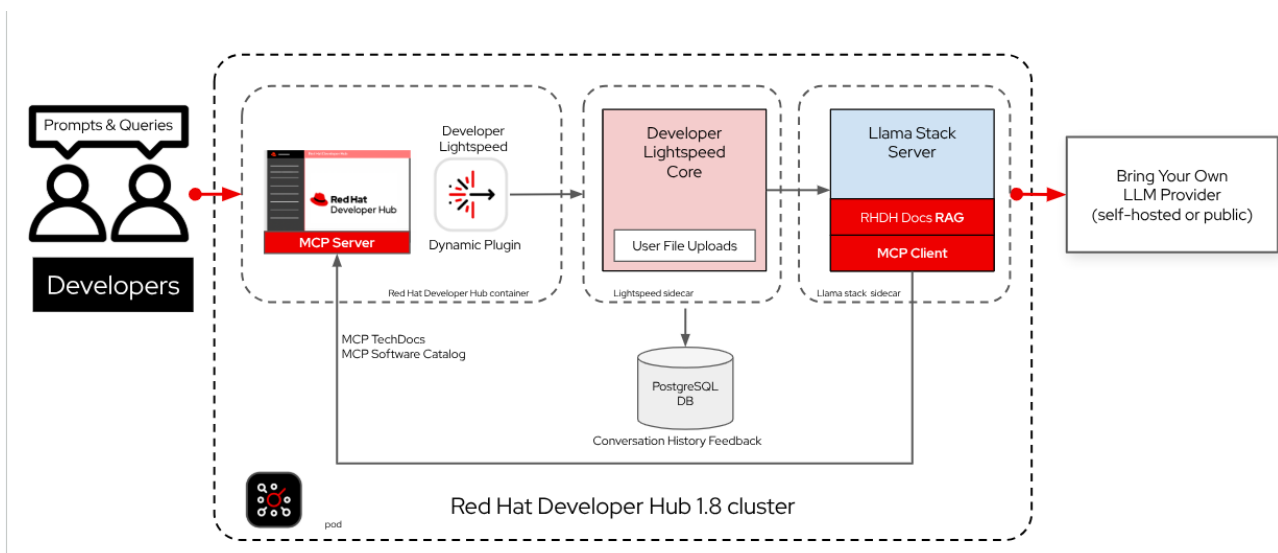 Prompts & Queries
Developers
Red Hat
Developer Hub
MCP Server
Developer
Lightspeed
Dynamic Plugin
Red Hat Developer Hub container
Developer
Lightspeed
Core
User File Uploads
Lightspeed sidecar
Llama Stack
Server
RHDH Docs RAG
MCP Client
Llama stack sidecar
Bring Your Own
LLM Provider
(self-hosted or public)
MCP TechDocs
MCP Software Catalog
PostgreSQL
DB
Conversation History Feedback
Red Hat Developer Hub 1.8 cluster
pod